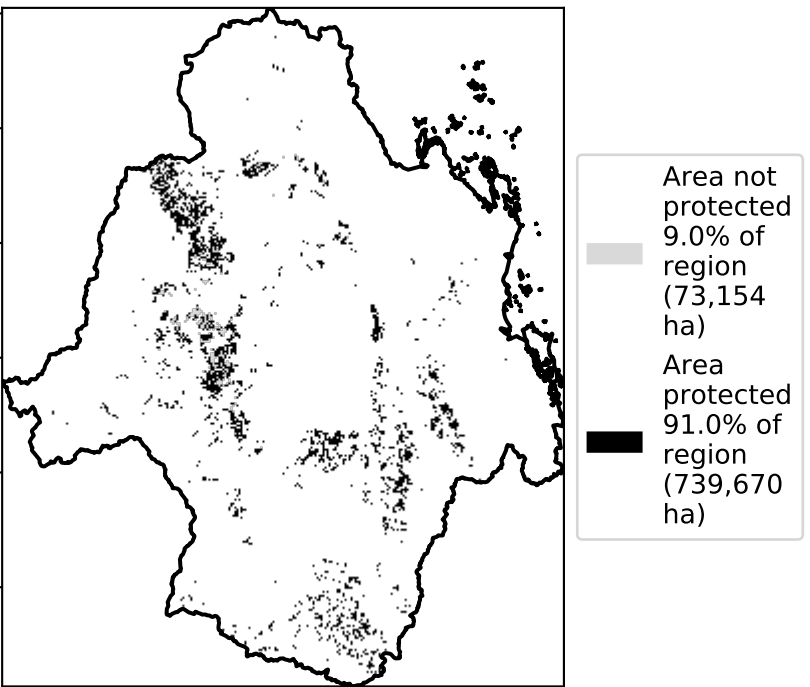 Area not
protected
9.0% of
region
(73,154
ha)
Area
protected
91.0% of
region
(739,670
ha)